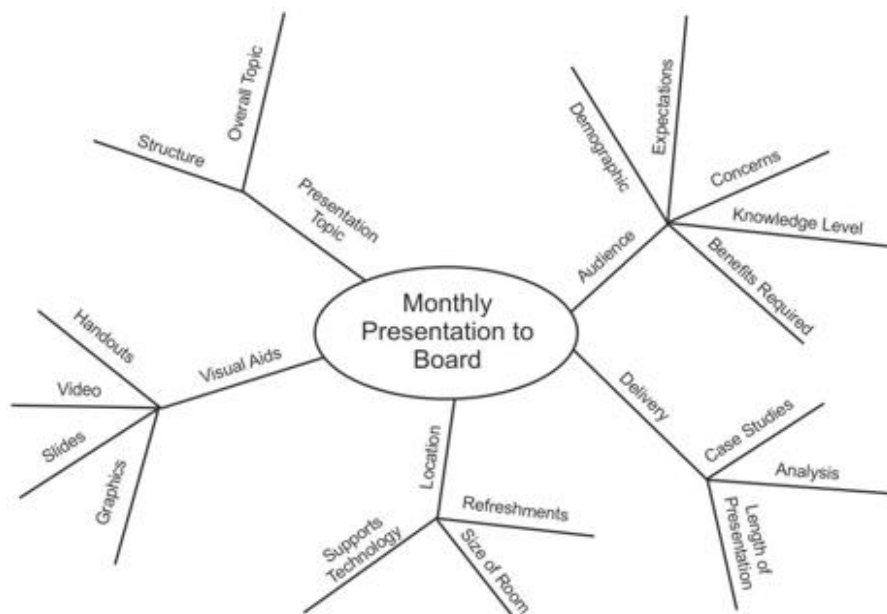 Monthly
Presentation to
Board
Presentation
Topic
Structure
Overall Topic
Audience
Demographic
Expectations
Concerns
Knowledge Level
Benefits Required
Delivery
Case Studies
Analysis
Length of
Presentation
Location
Refreshments
Size of Room
Supports
Technology
Visual Aids
Handouts
Video
Slides
Graphics